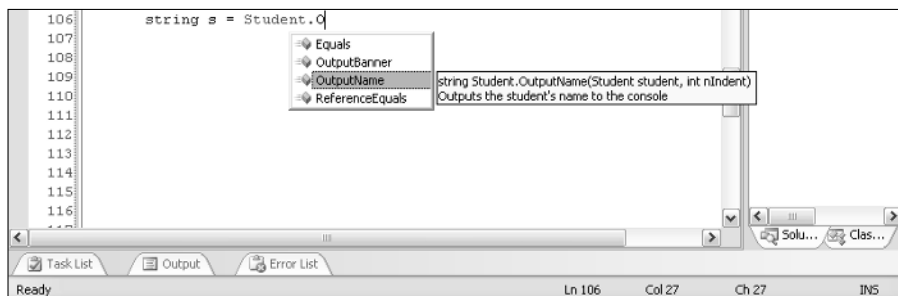 106 string s = Student.O
107
108
109
110
111
112
113
114
115
116
Equals
OutputBanner
OutputName
ReferenceEquals
string Student.OutputName(Student student, int nIndent)
Outputs the student's name to the console
Solu... Clas...
Task List Output Error List
Ready Ln 106 Col 27 Ch 27 INS